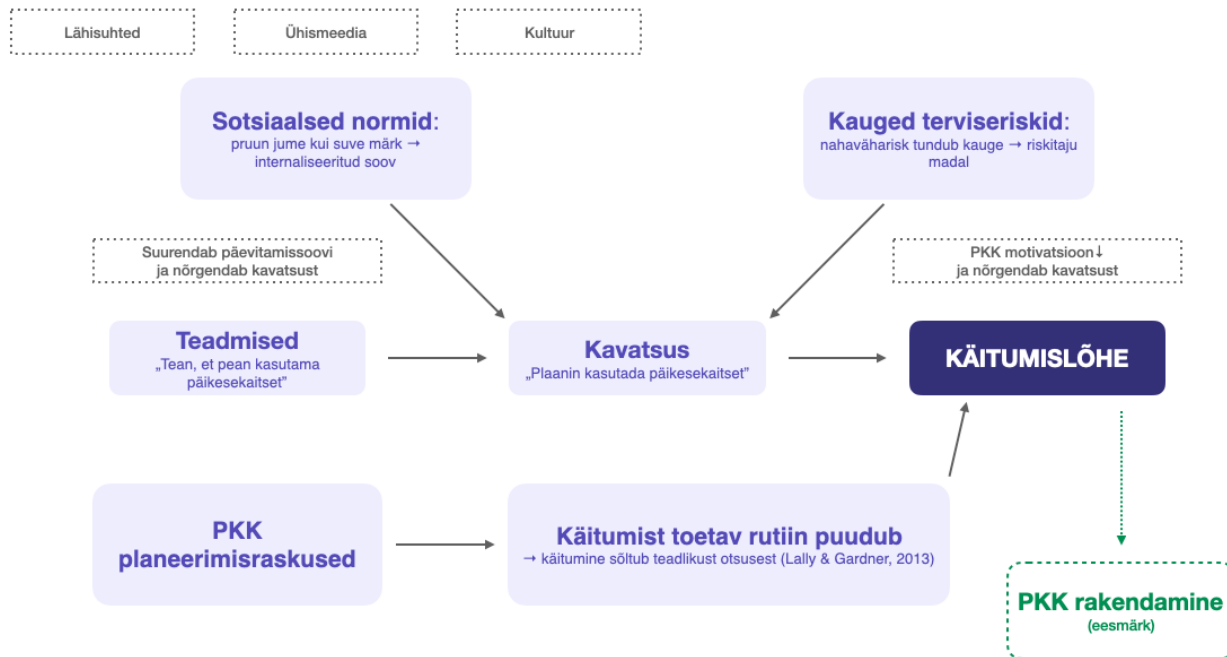 Lähisuhted
Ühismeedia
Kultuur
Sotsiaalsed normid:
pruun jume kui suve märk →
internaliseeritud soov
Kauged terviseriskid:
nahavähirisk tundub kauge → riskitaju
madal
Suurendab päevitamissoovi
ja nõrgendab kavatsust
PKK motivatsioon↓
ja nõrgendab kavatsust
Teadmised
„Tean, et pean kasutama
päikesekaitset”
Kavatsus
„Plaanin kasutada päikesekaitset”
KÄITUMISLÕHE
PKK
planeerimisraskused
Käitumist toetav rutiin puudub
→ käitumine sõltub teadlikust otsusest (Lally & Gardner, 2013)
PKK rakendamine
(eesmärk)